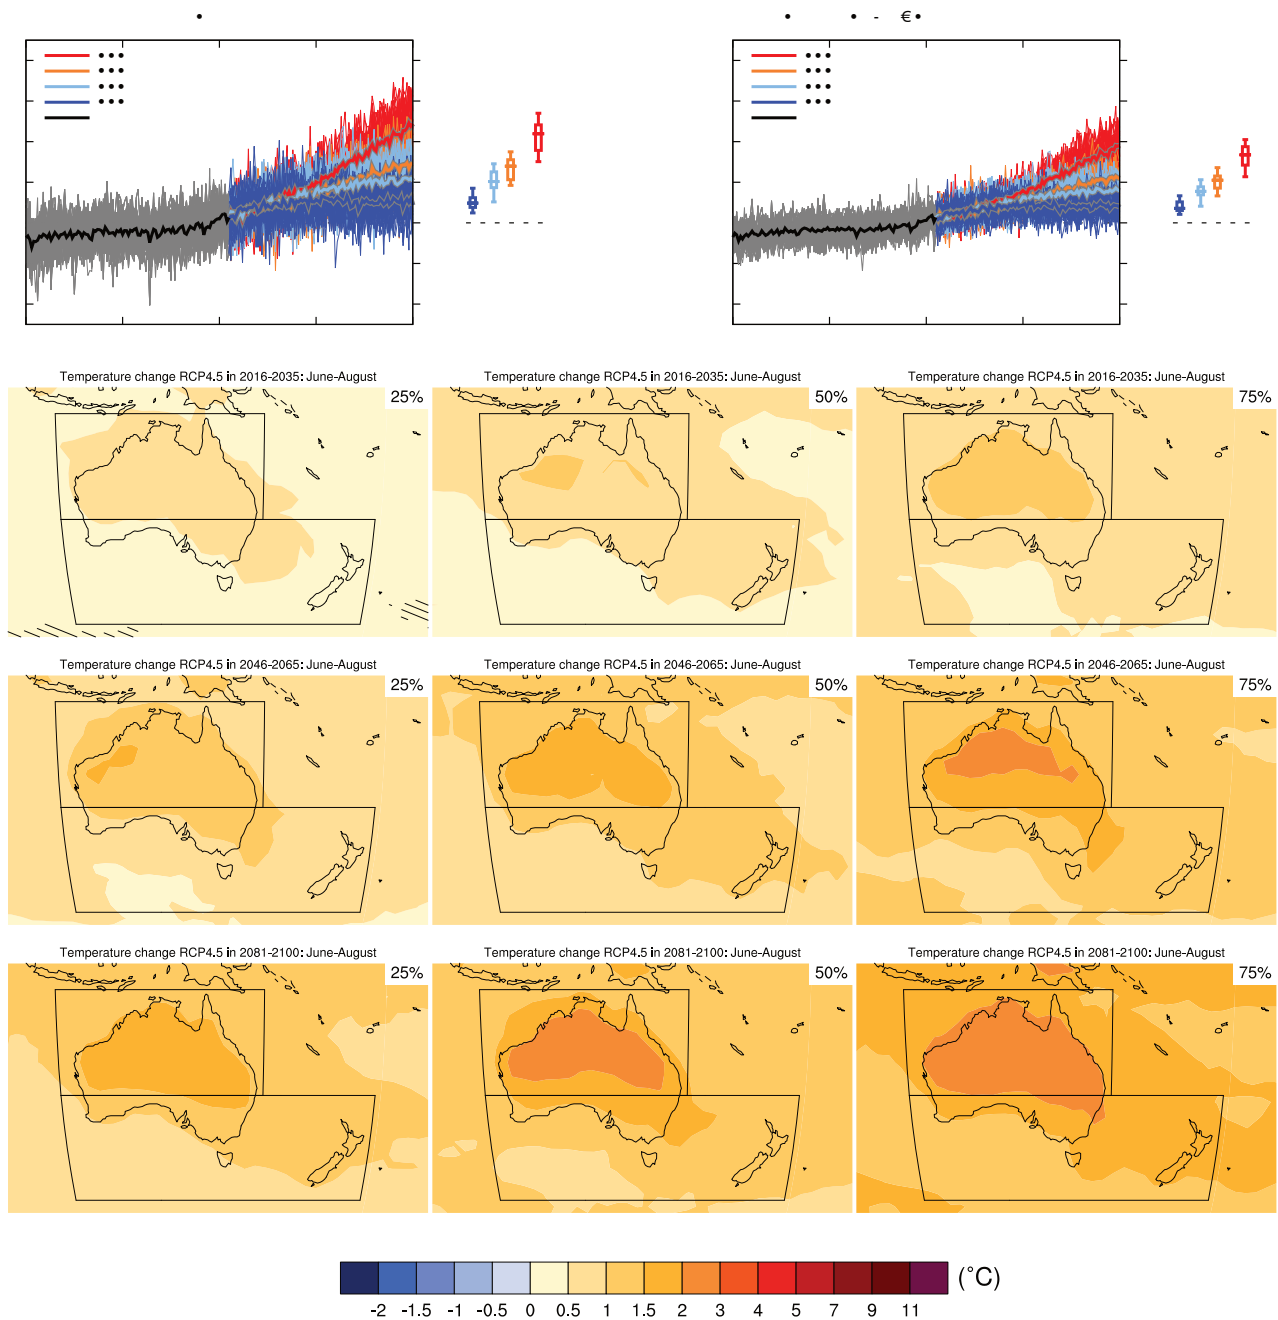 • • • - €•
•••
•••
•••
•••
•••
•••
•••
•••
Temperature change RCP4.5 in 2016-2035: June-August
25%
Temperature change RCP4.5 in 2016-2035: June-August
50%
Temperature change RCP4.5 in 2016-2035: June-August
75%
Temperature change RCP4.5 in 2046-2065: June-August
25%
Temperature change RCP4.5 in 2046-2065: June-August
50%
Temperature change RCP4.5 in 2046-2065: June-August
75%
Temperature change RCP4.5 in 2081-2100: June-August
25%
Temperature change RCP4.5 in 2081-2100: June-August
50%
Temperature change RCP4.5 in 2081-2100: June-August
75%
-2 -1.5 -1 -0.5 0 0.5 1 1.5 2 3 4 5 7 9 11 (°C)